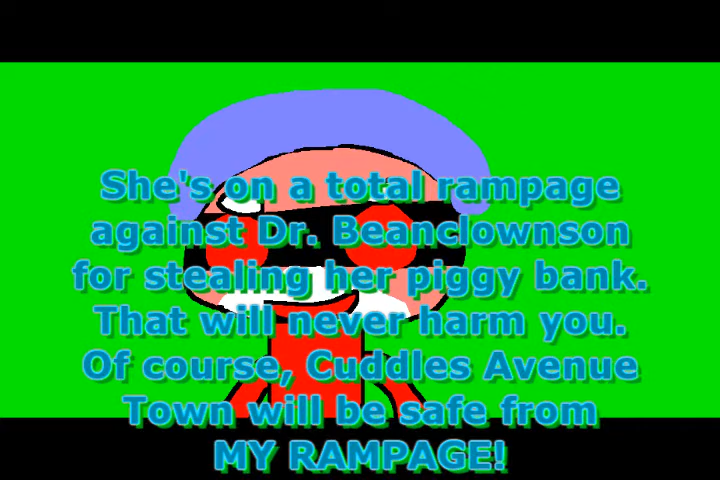 She's on a total rampage
against Dr. Beanclownson
for stealing her piggy bank.
That will never harm you.
Of course, Cuddles Avenue
Town will be safe from
MY RAMPAGE!